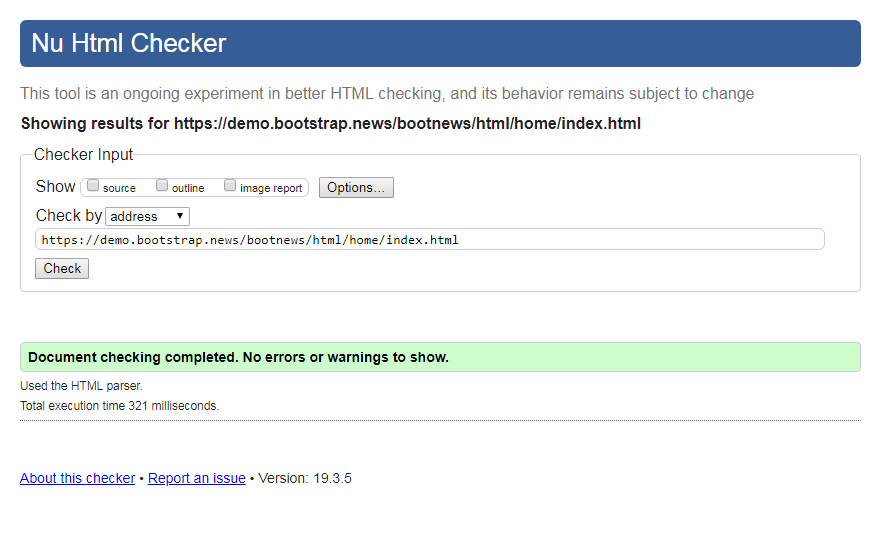 Nu Html Checker
This tool is an ongoing experiment in better HTML checking, and its behavior remains subject to change
Showing results for https://demo.bootstrap.news/bootnews/html/home/index.html
Checker Input
Show source outline image report Options...
Check by address
https://demo.bootstrap.news/bootnews/html/home/index.html
Check
Document checking completed. No errors or warnings to show.
Used the HTML parser.
Total execution time 321 milliseconds.
About this checker • Report an issue • Version: 19.3.5